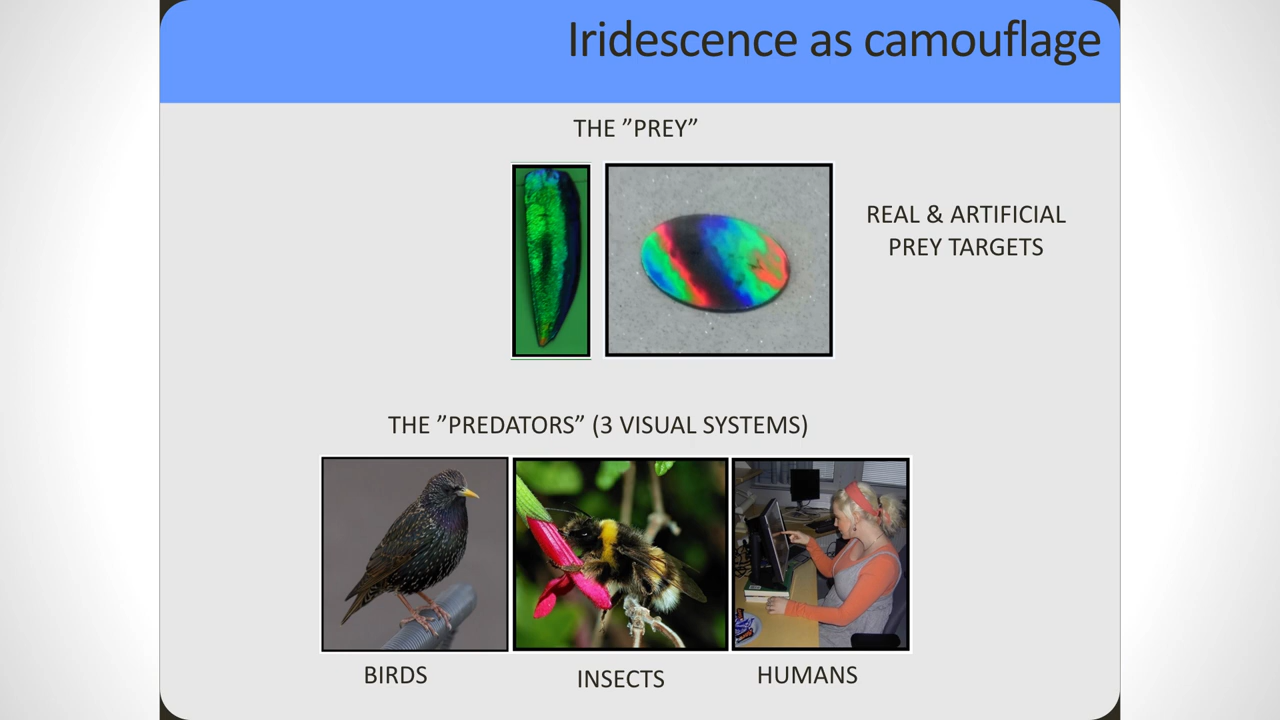 Iridescence as camouflage
THE ”PREY”
REAL & ARTIFICIAL
PREY TARGETS
THE ”PREDATORS” (3 VISUAL SYSTEMS)
BIRDS
INSECTS
HUMANS